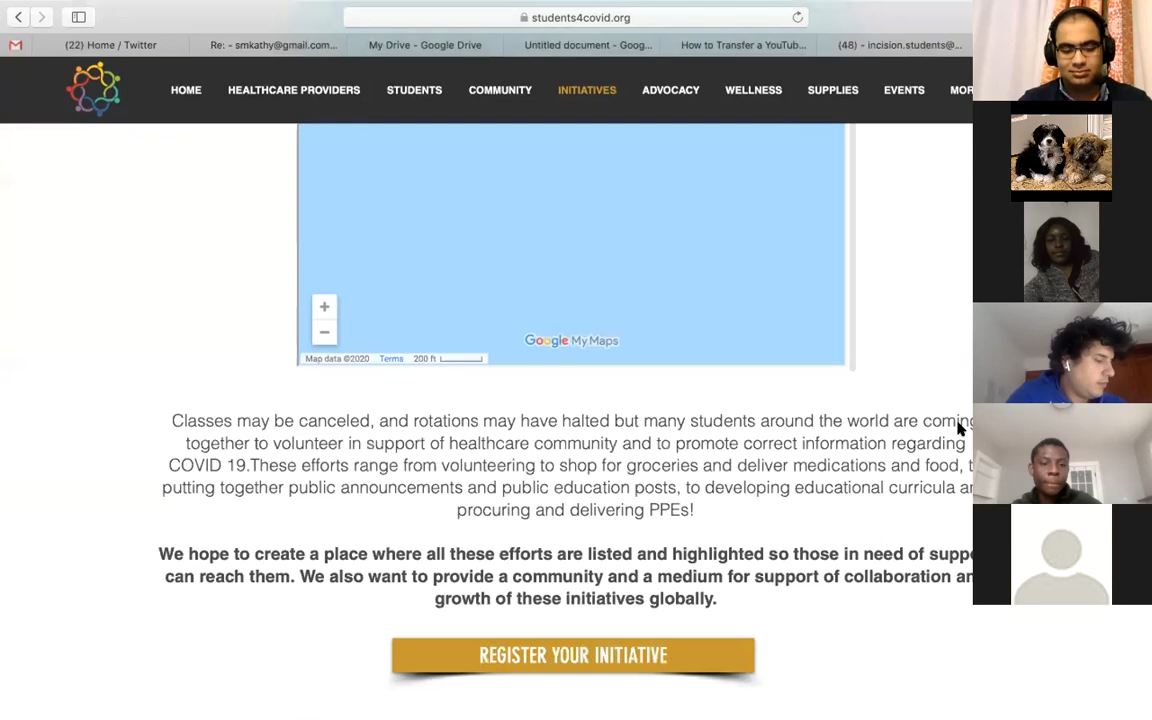 students4covid.org
(22) Home / Twitter
Re: - smkathy@gmail.com...
My Drive - Google Drive
Untitled document - Goog...
How to Transfer a YouTub...
(48) - incision.students@...
HOME
HEALTHCARE PROVIDERS
STUDENTS
COMMUNITY
INITIATIVES
ADVOCACY
WELLNESS
SUPPLIES
EVENTS
MOR
+
−
Google My Maps
Map data ©2020 Terms 200 ft
Classes may be canceled, and rotations may have halted but many students around the world are coming
together to volunteer in support of healthcare community and to promote correct information regarding
COVID 19.These efforts range from volunteering to shop for groceries and deliver medications and food, t
putting together public announcements and public education posts, to developing educational curricula an
procuring and delivering PPEs!
We hope to create a place where all these efforts are listed and highlighted so those in need of suppo
can reach them. We also want to provide a community and a medium for support of collaboration an
growth of these initiatives globally.
REGISTER YOUR INITIATIVE